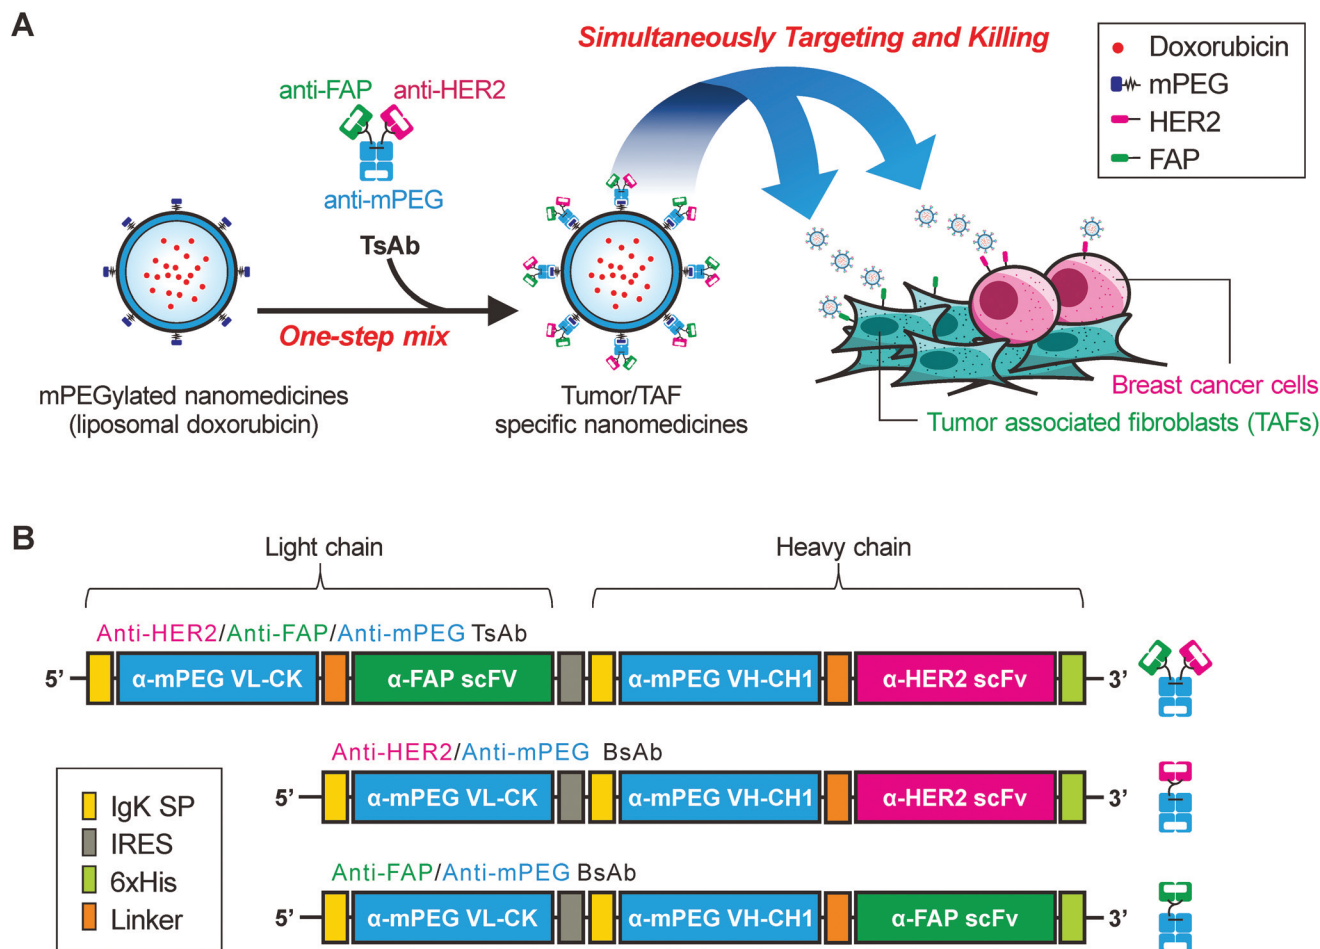 A
Simultaneously Targeting and Killing
anti-FAP anti-HER2
anti-mPEG
TsAb
One-step mix
mPEGylated nanomedicines
(liposomal doxorubicin)
Tumor/TAF
specific nanomedicines
Doxorubicin
mPEG
HER2
FAP
Breast cancer cells
Tumor associated fibroblasts (TAFs)
B
Light chain
Heavy chain
Anti-HER2/Anti-FAP/Anti-mPEG TsAb
5’ α-mPEG VL-CK α-FAP scFV α-mPEG VH-CH1 α-HER2 scFv 3’
Anti-HER2/Anti-mPEG BsAb
5’ α-mPEG VL-CK α-mPEG VH-CH1 α-HER2 scFv 3’
Anti-FAP/Anti-mPEG BsAb
5’ α-mPEG VL-CK α-mPEG VH-CH1 α-FAP scFv 3’
IgK SP
IRES
6xHis
Linker